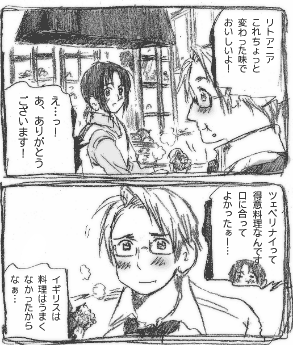 リトアニア
これちょっと
変わった味で
おいしいよ!
え…っ!
あ、ありがとう
ございます!
ツェペリナイって
得意料理なんです
口に合って
よかったぁ!…
イギリスは
料理はうまく
なかったから
なぁ…